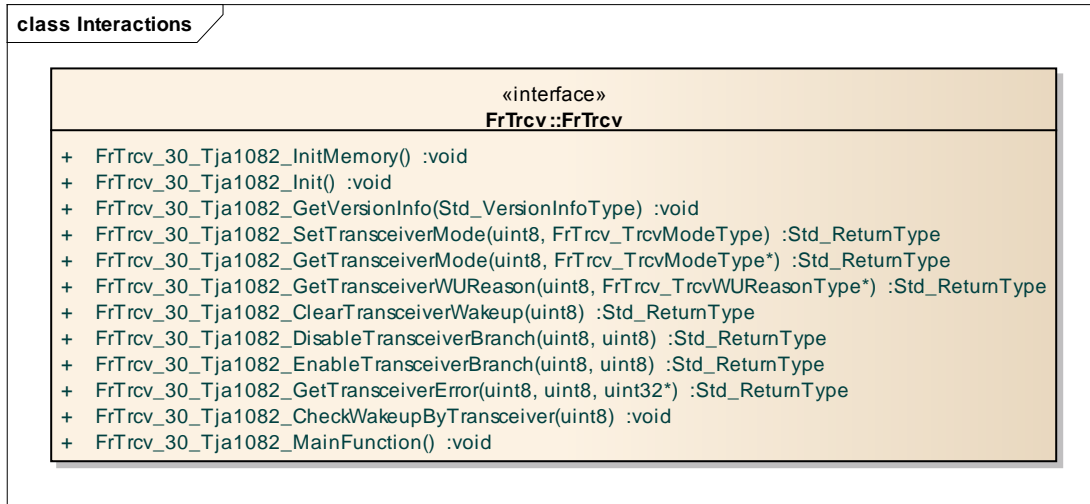 class Interactions
«interface»
FrTrcv::FrTrcv
+ FrTrcv_30_Tja1082_InitMemory() :void
+ FrTrcv_30_Tja1082_Init() :void
+ FrTrcv_30_Tja1082_GetVersionInfo(Std_VersionInfoType) :void
+ FrTrcv_30_Tja1082_SetTransceiverMode(uint8, FrTrcv_TrcvModeType) :Std_ReturnType
+ FrTrcv_30_Tja1082_GetTransceiverMode(uint8, FrTrcv_TrcvModeType*) :Std_ReturnType
+ FrTrcv_30_Tja1082_GetTransceiverWUReason(uint8, FrTrcv_TrcvWUReasonType*) :Std_ReturnType
+ FrTrcv_30_Tja1082_ClearTransceiverWakeup(uint8) :Std_ReturnType
+ FrTrcv_30_Tja1082_DisableTransceiverBranch(uint8, uint8) :Std_ReturnType
+ FrTrcv_30_Tja1082_EnableTransceiverBranch(uint8, uint8) :Std_ReturnType
+ FrTrcv_30_Tja1082_GetTransceiverError(uint8, uint8, uint32*) :Std_ReturnType
+ FrTrcv_30_Tja1082_CheckWakeupByTransceiver(uint8) :void
+ FrTrcv_30_Tja1082_MainFunction() :void